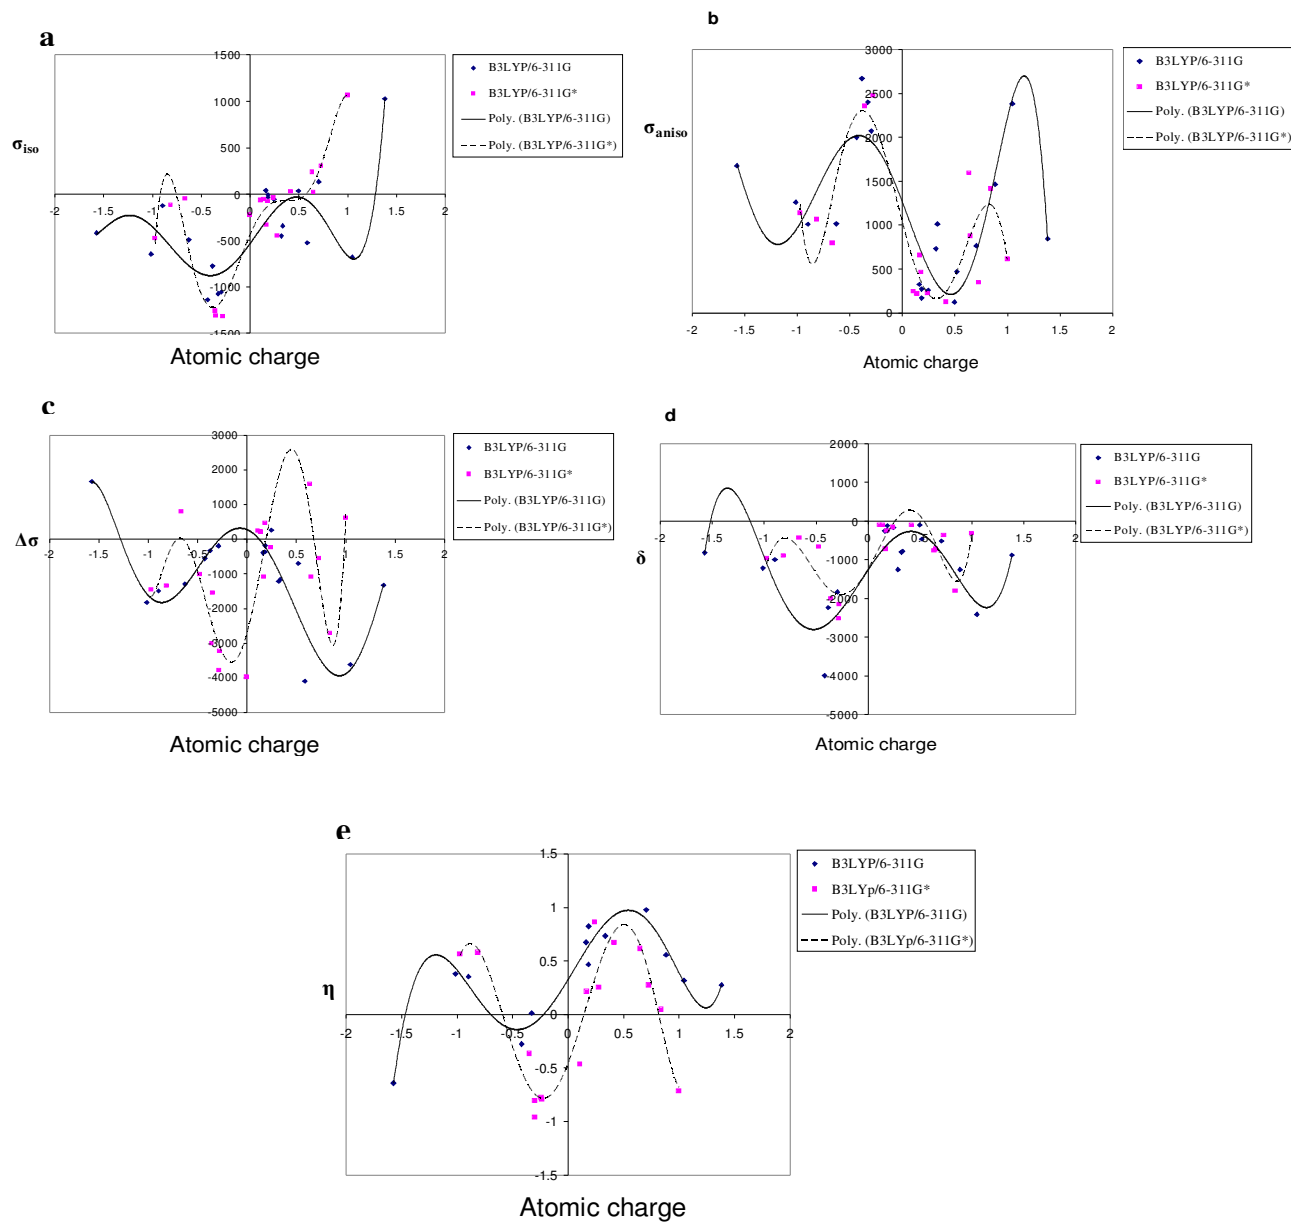 a
1500
1000
500
0
-500
-1000
-1500
-2 -1.5 -1 -0.5 0 0.5 1 1.5 2
σiso
Atomic charge
B3LYP/6-311G
B3LYP/6-311G*
Poly. (B3LYP/6-311G)
Poly. (B3LYP/6-311G*)
b
3000
2500
2000
1500
1000
500
0
-2 -1.5 -1 -0.5 0 0.5 1 1.5 2
σaniso
Atomic charge
B3LYP/6-311G
B3LYP/6-311G*
Poly. (B3LYP/6-311G)
Poly. (B3LYP/6-311G*)
c
3000
2000
1000
0
-1000
-2000
-3000
-4000
-5000
-2 -1.5 -1 -0.5 0 0.5 1 1.5 2
Δσ
Atomic charge
B3LYP/6-311G
B3LYP/6-311G*
Poly. (B3LYP/6-311G)
Poly. (B3LYP/6-311G*)
d
2000
1000
0
-1000
-2000
-3000
-4000
-5000
-2 -1.5 -1 -0.5 0 0.5 1 1.5 2
δ
Atomic charge
B3LYP/6-311G
B3LYP/6-311G*
Poly. (B3LYP/6-311G)
Poly. (B3LYP/6-311G*)
e
1.5
1
0.5
0
-0.5
-1
-1.5
-2 -1.5 -1 -0.5 0 0.5 1 1.5 2
η
Atomic charge
B3LYP/6-311G
B3LYp/6-311G*
Poly. (B3LYP/6-311G)
Poly. (B3LYp/6-311G*)